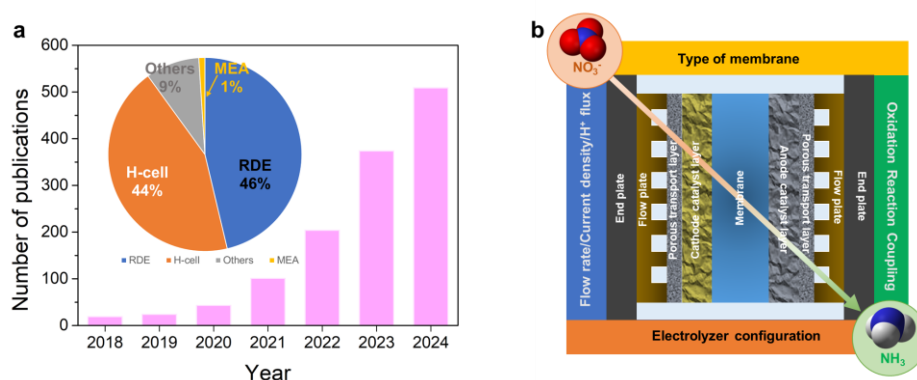 a
Number of publications
600
500
400
300
200
100
0
2018 2019 2020 2021 2022 2023 2024
Year
Others
9%
MEA
1%
H-cell
44%
RDE
46%
RDE H-cell Others MEA
b
NO₃⁻
Type of membrane
Flow rate/Current density/H⁺ flux
End plate
Flow plate
Porous transport layer
Cathode catalyst layer
Membrane
Anode catalyst layer
Porous transport layer
Flow plate
End plate
Oxidation Reaction Coupling
Electrolyzer configuration
NH₃